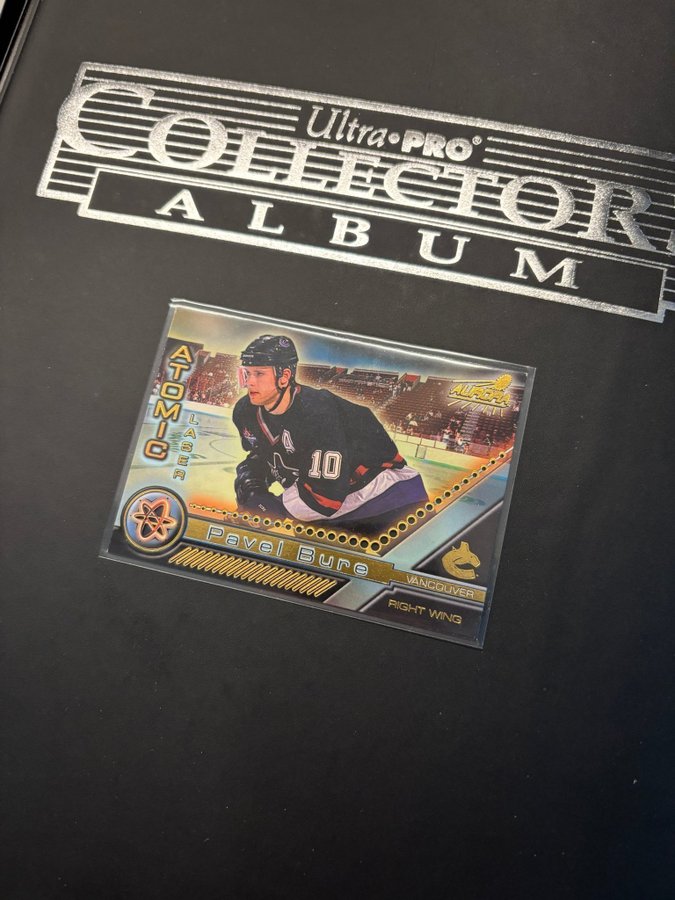 Ultra•PRO®
COLLECTOR
ALBUM
ATOMIC
LASER
AURORA
10
A
Pavel Bure
VANCOUVER
RIGHT WING